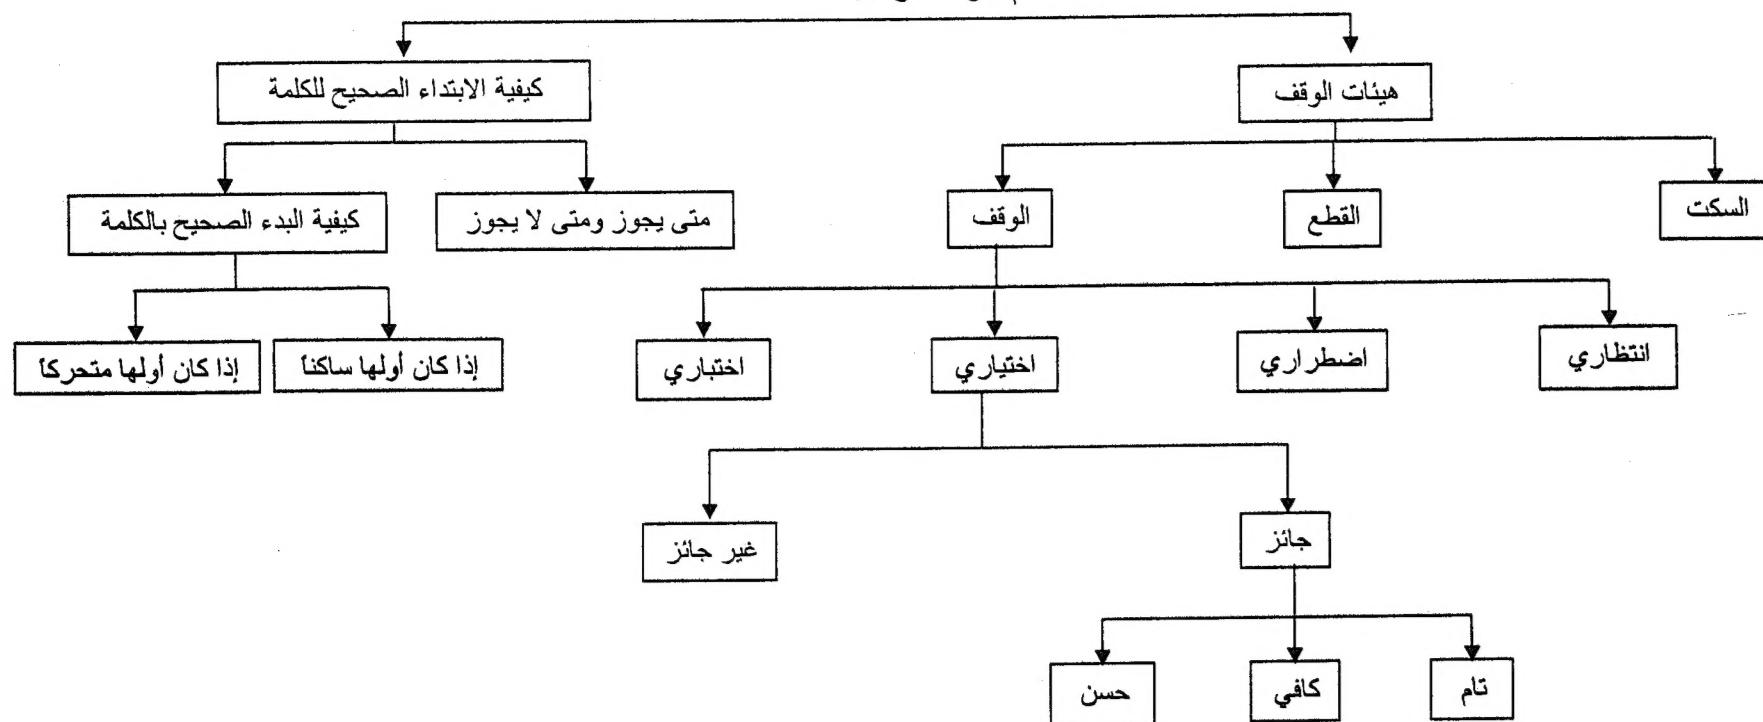 هيئات الوقف
كيفية الابتداء الصحيح للكلمة
السكت
القطع
الوقف
متى يجوز ومتى لا يجوز
كيفية البدء الصحيح بالكلمة
انتظاري
اضطراري
اختياري
اختباري
إذا كان أولها ساكناً
إذا كان أولها متحركاً
جائز
غير جائز
تام
كافي
حسن